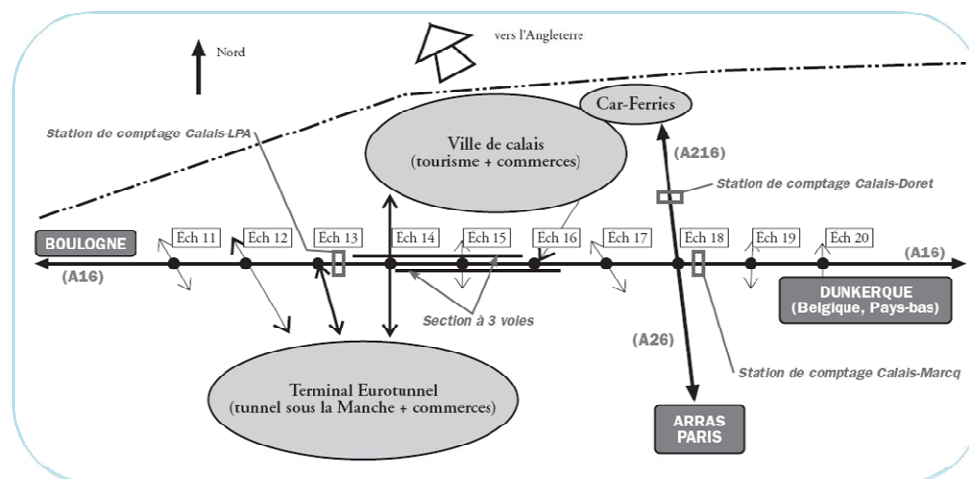 vers l'Angleterre
Nord
Car-Ferries
Station de comptage Calais-LPA
Ville de calais
(tourisme + commerces)
(A216)
Station de comptage Calais-Doret
BOULOGNE
Ech 11
Ech 12
Ech 13
Ech 14
Ech 15
Ech 16
Ech 17
Ech 18
Ech 19
Ech 20
(A16)
(A16)
DUNKERQUE
(Belgique, Pays-bas)
Section à 3 voies
(A26)
Station de comptage Calais-Marcq
Terminal Eurotunnel
(tunnel sous la Manche + commerces)
ARRAS
PARIS